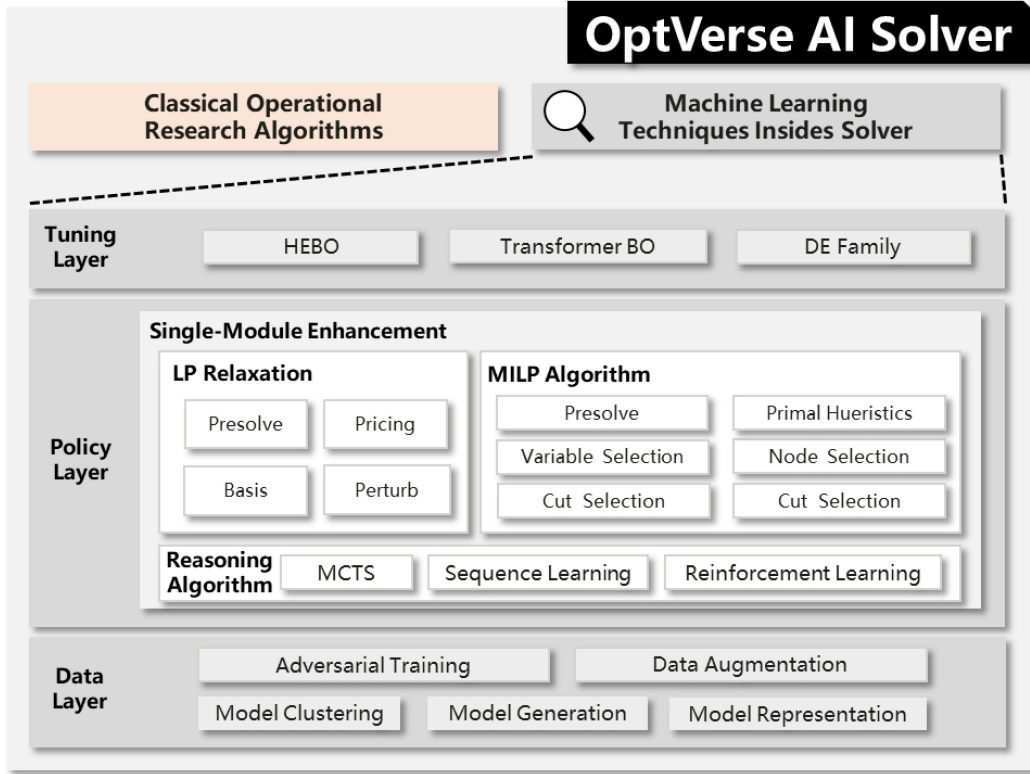 OptVerse AI Solver
Classical Operational
Research Algorithms
Machine Learning
Techniques Insides Solver
Tuning
Layer
HEBO
Transformer BO
DE Family
Policy
Layer
Single-Module Enhancement
LP Relaxation
Presolve
Pricing
Basis
Perturb
MILP Algorithm
Presolve
Primal Hueristics
Variable Selection
Node Selection
Cut Selection
Cut Selection
Reasoning
Algorithm
MCTS
Sequence Learning
Reinforcement Learning
Data
Layer
Adversarial Training
Data Augmentation
Model Clustering
Model Generation
Model Representation